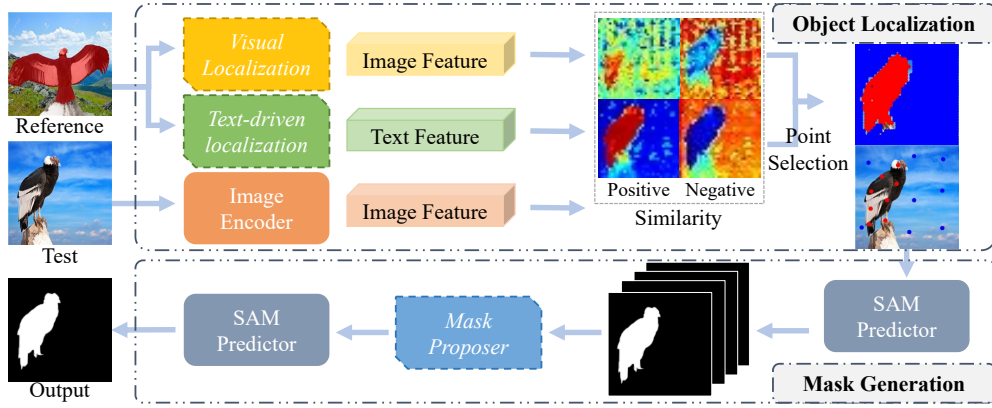 Object Localization
Reference
Visual
Localization
Image Feature
Text-driven
localization
Text Feature
Test
Image
Encoder
Image Feature
Positive
Negative
Similarity
Point
Selection
Output
SAM
Predictor
Mask
Proposer
SAM
Predictor
Mask Generation